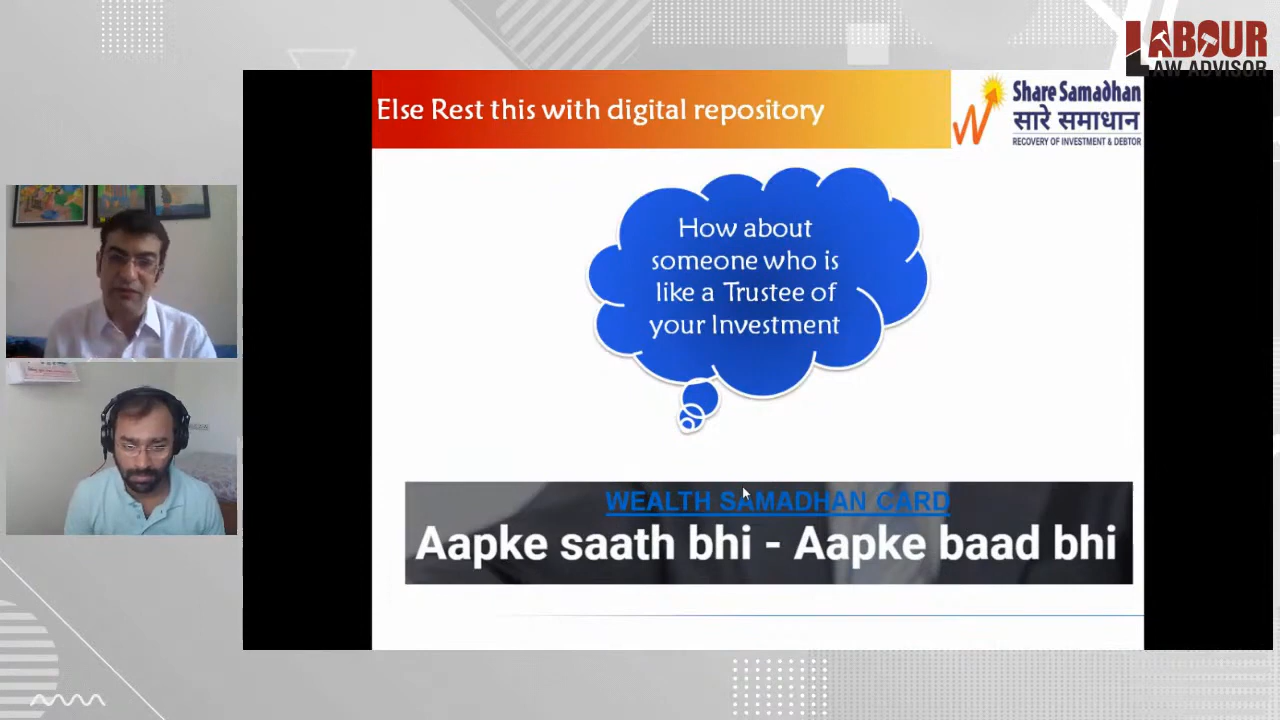 LABOUR
LAW ADVISOR
Else Rest this with digital repository
Share Samadhan
सारे समाधान
RECOVERY OF INVESTMENT & DEBTOR
How about
someone who is
like a Trustee of
your Investment
WEALTH SAMADHAN CARD
Aapke saath bhi - Aapke baad bhi